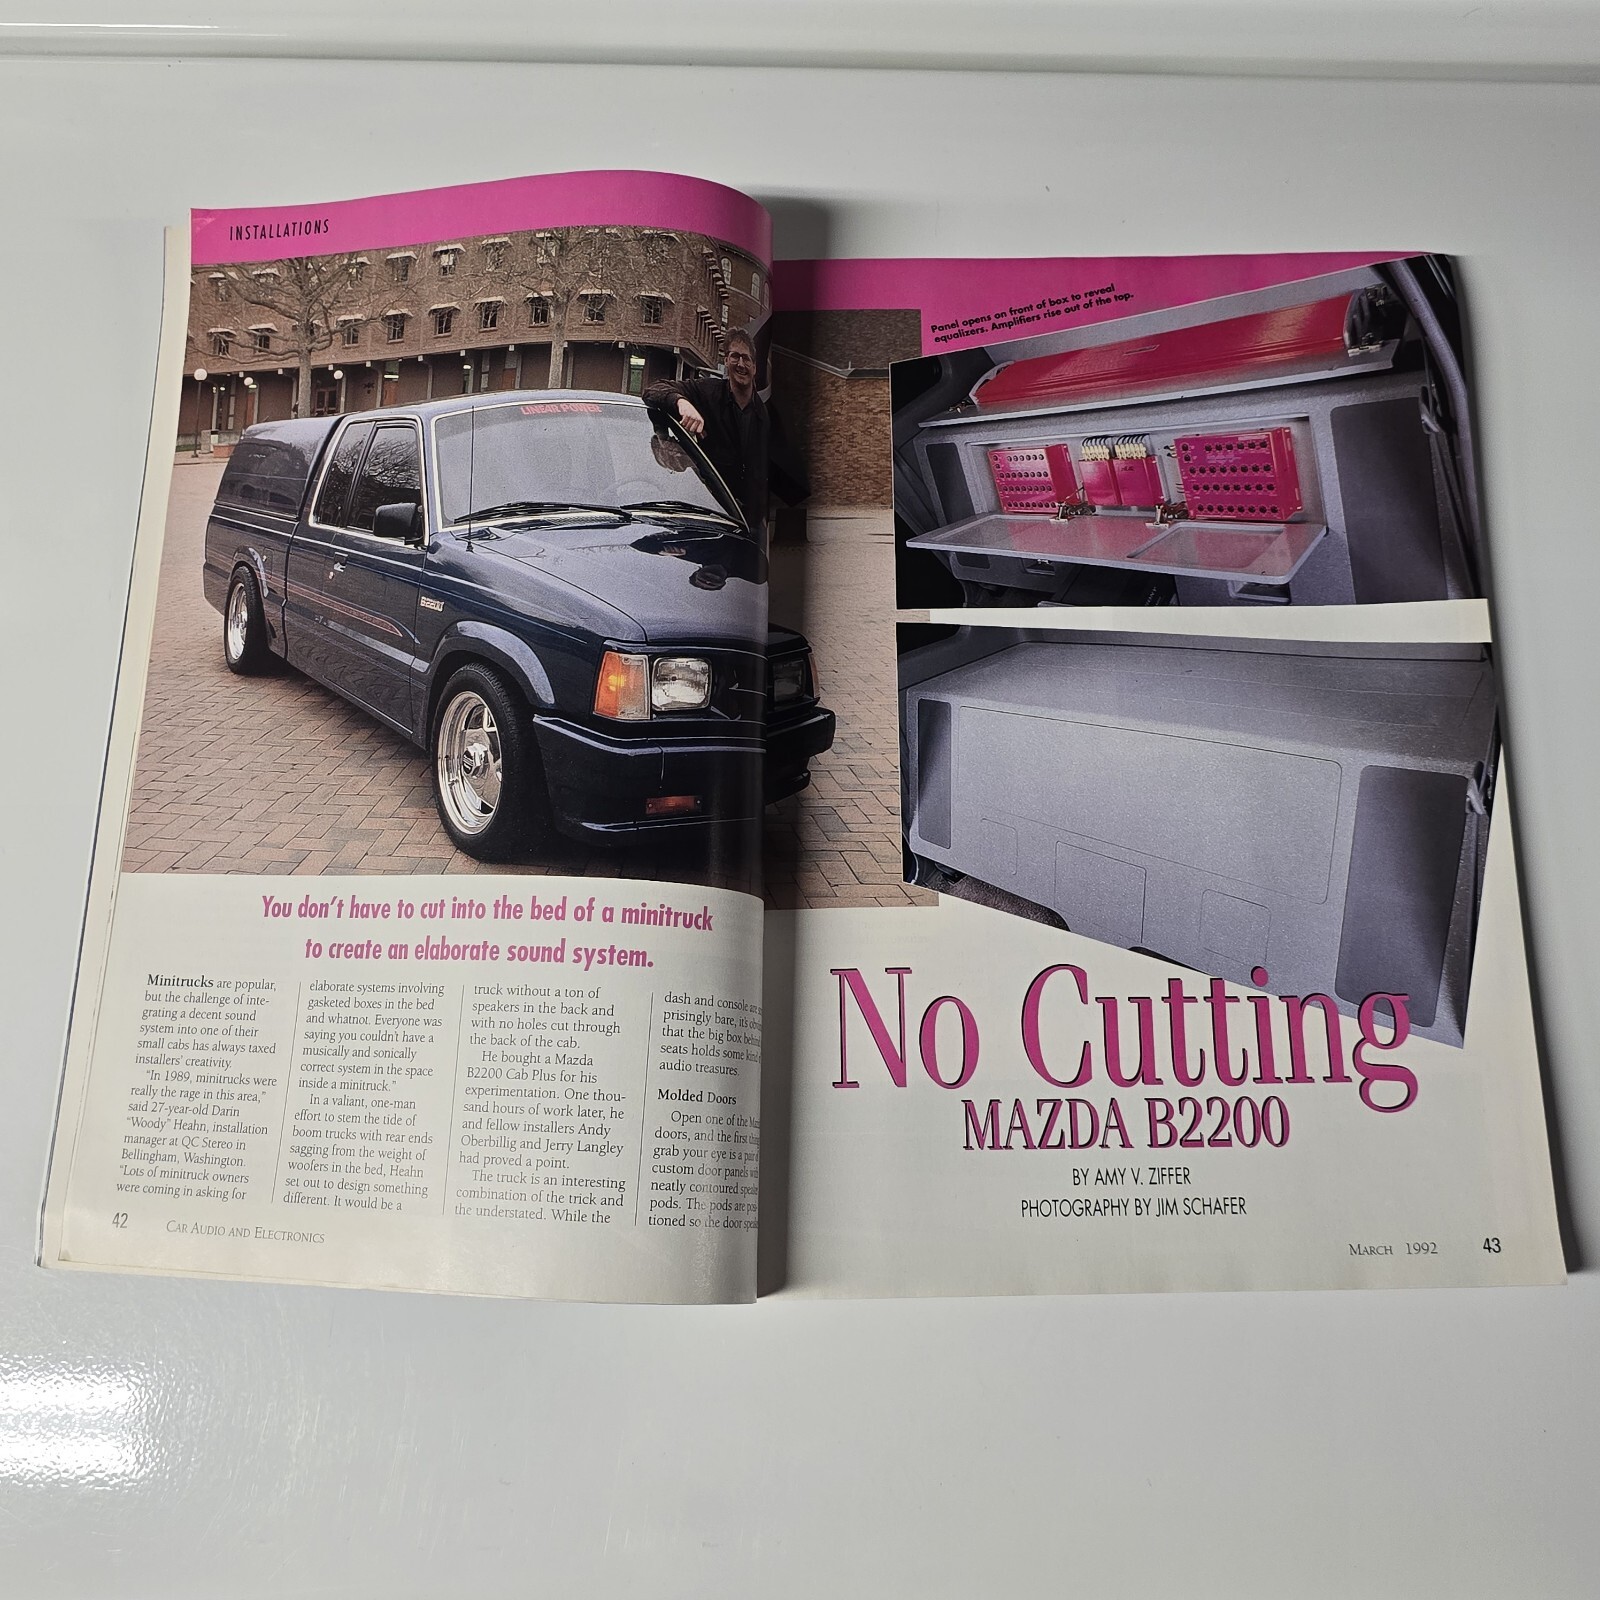 INSTALLATIONS
LINEAR POWER
B2200
You don't have to cut into the bed of a minitruck
to create an elaborate sound system.
Minitrucks are popular,
but the challenge of inte-
grating a decent sound
system into one of their
small cabs has always taxed
installers' creativity.
"In 1989, minitrucks were
really the rage in this area,"
said 27-year-old Darin
"Woody" Heahn, installation
manager at QC Stereo in
Bellingham, Washington.
"Lots of minitruck owners
were coming in asking for
elaborate systems involving
gasketed boxes in the bed
and whatnot. Everyone was
saying you couldn't have a
musically and sonically
correct system in the space
inside a minitruck."
In a valiant, one-man
effort to stem the tide of
boom trucks with rear ends
sagging from the weight of
woofers in the bed, Heahn
set out to design something
different. It would be a
truck without a ton of
speakers in the back and
with no holes cut through
the back of the cab.
He bought a Mazda
B2200 Cab Plus for his
experimentation. One thou-
sand hours of work later, he
and fellow installers Andy
Oberbillig and Jerry Langley
had proved a point.
The truck is an interesting
combination of the trick and
the understated. While the
dash and console are
prisingly bare, it's
that the big box
seats holds some
audio treasures.
Molded Doors
Open one of the
doors, and the first
grab your eye is a
custom door panels
neatly contoured
pods. The pods are
tioned so the door
42
CAR AUDIO AND ELECTRONICS
Panel opens on front of box to reveal
equalizers. Amplifiers rise out of the top.
No Cutting
MAZDA B2200
BY AMY V. ZIFFER
PHOTOGRAPHY BY JIM SCHAFER
MARCH 1992
43